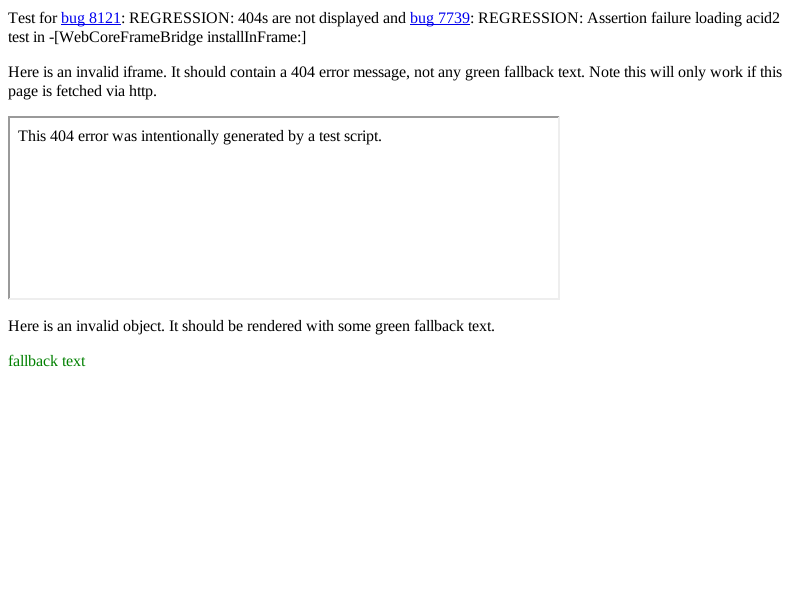 Test for bug 8121: REGRESSION: 404s are not displayed and bug 7739: REGRESSION: Assertion failure loading acid2
test in -[WebCoreFrameBridge installInFrame:]
Here is an invalid iframe. It should contain a 404 error message, not any green fallback text. Note this will only work if this
page is fetched via http.
This 404 error was intentionally generated by a test script.
Here is an invalid object. It should be rendered with some green fallback text.
fallback text